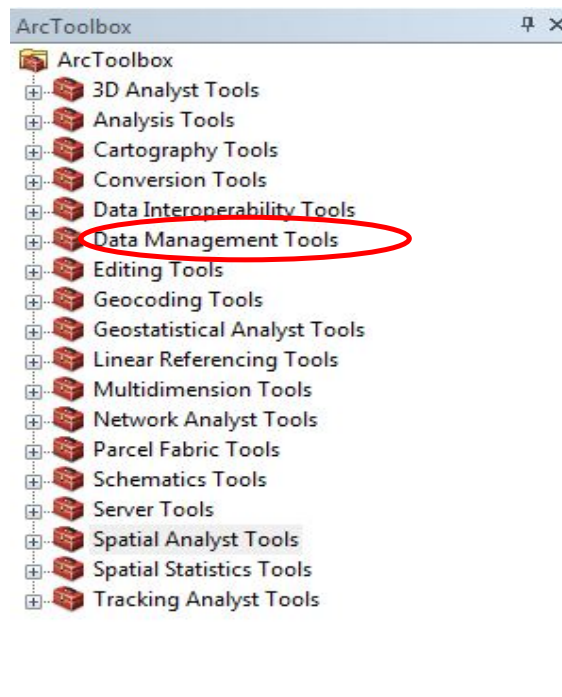 ArcToolbox
ArcToolbox
3D Analyst Tools
Analysis Tools
Cartography Tools
Conversion Tools
Data Interoperability Tools
Data Management Tools
Editing Tools
Geocoding Tools
Geostatistical Analyst Tools
Linear Referencing Tools
Multidimension Tools
Network Analyst Tools
Parcel Fabric Tools
Schematics Tools
Server Tools
Spatial Analyst Tools
Spatial Statistics Tools
Tracking Analyst Tools